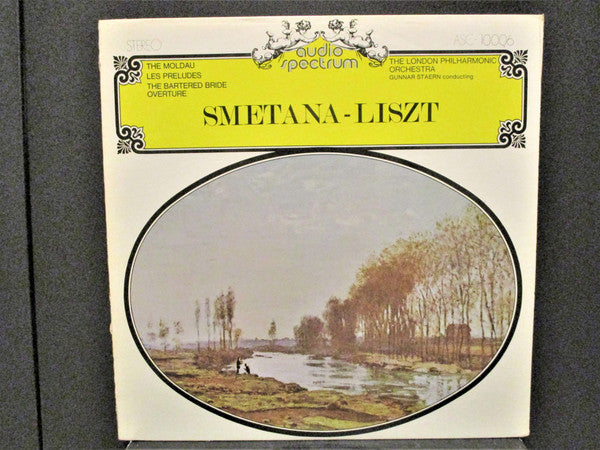 STEREO
ASC 10006
audio
spectrum
THE MOLDAU
LES PRELUDES
THE BARTERED BRIDE
OVERTURE
THE LONDON PHILHARMONIC
ORCHESTRA
GUNNAR STAERN conducting
SMETANA-LISZT